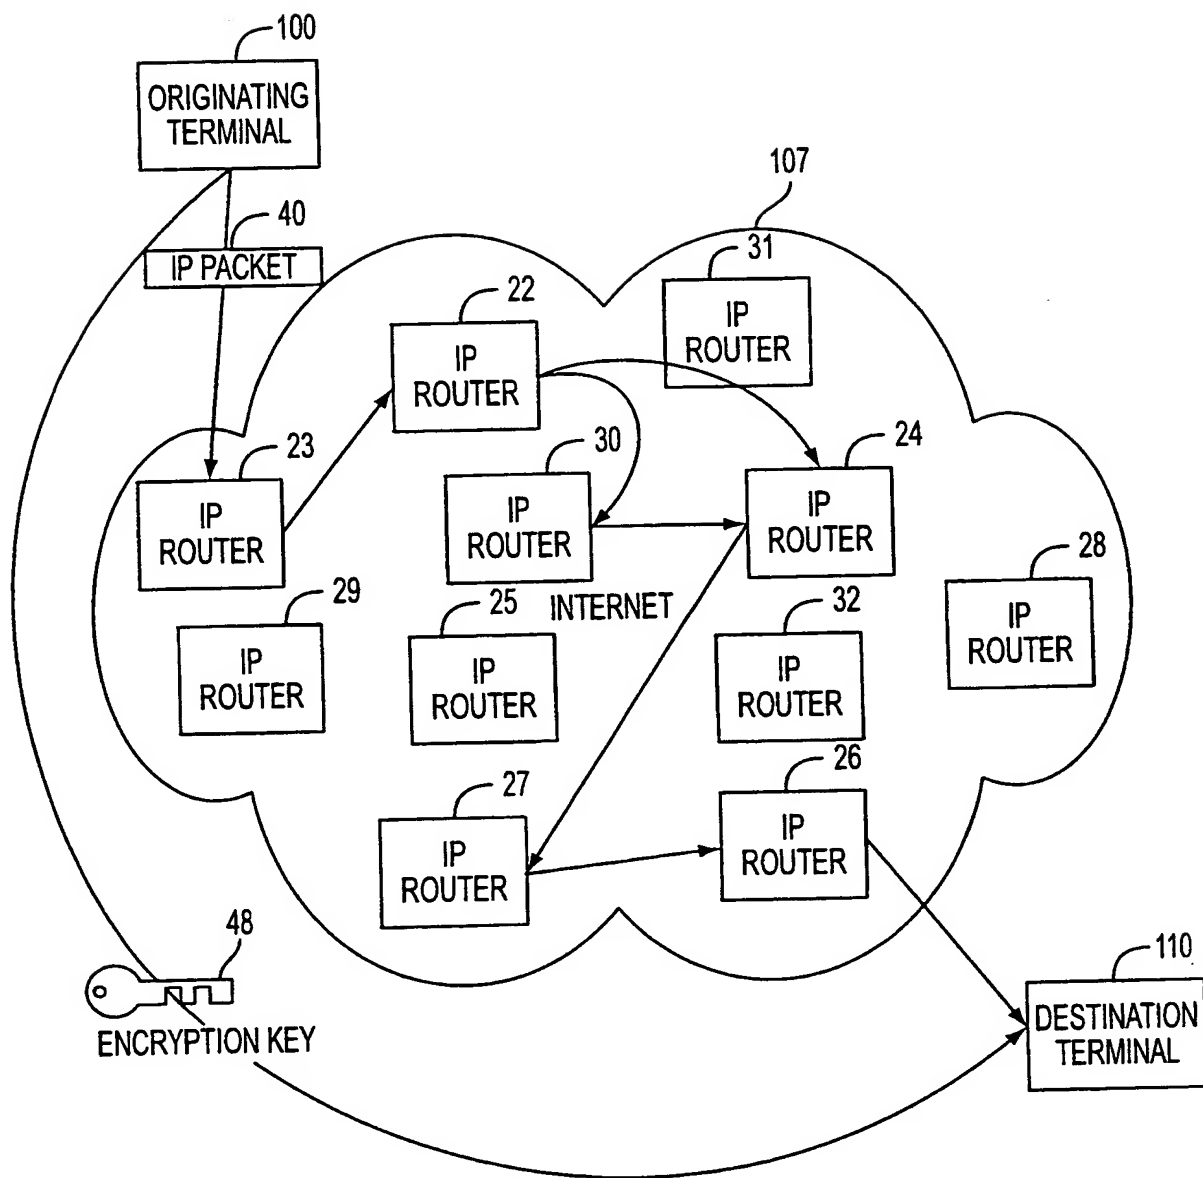 100
ORIGINATING
TERMINAL
40
IP PACKET
107
31
IP
ROUTER
22
IP
ROUTER
23
IP
ROUTER
30
IP
ROUTER
24
IP
ROUTER
28
IP
ROUTER
INTERNET
29
IP
ROUTER
25
IP
ROUTER
32
IP
ROUTER
27
IP
ROUTER
26
IP
ROUTER
48
ENCRYPTION KEY
110
DESTINATION
TERMINAL